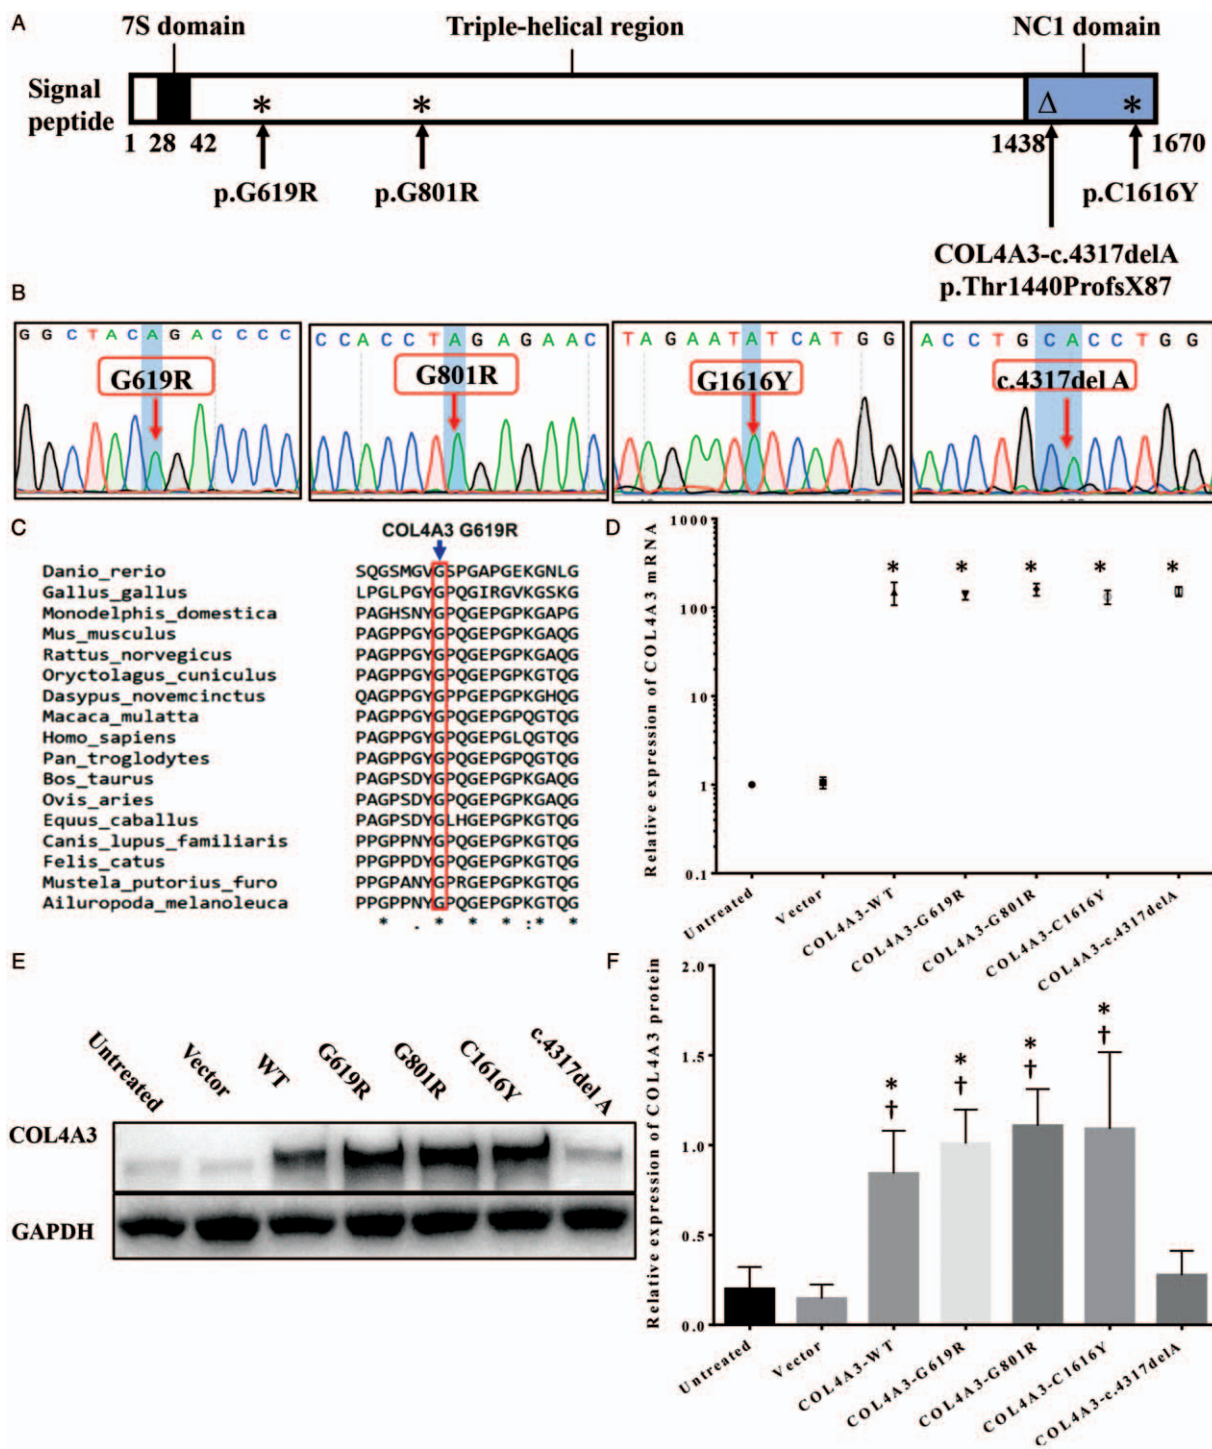 A
7S domain
Triple-helical region
NC1 domain
Signal peptide
* * Δ *
1 28 42 1438 1670
p.G619R
p.G801R
p.C1616Y
COL4A3-c.4317delA
p.Thr1440ProfsX87
B
G G C T A C A G A C C C C
G619R
C C A C C T A G A G A A C
G801R
T A G A A T A T C A T G G
G1616Y
A C C T G C A C C T G G
c.4317del A
C
COL4A3 G619R
Danio_rerio SQGSMGVGSPGAPGEKGNLG
Gallus_gallus LPGLPGYGPQGIRGVKGSKG
Monodelphis_domestica PAGHSNYGPQGEPGPKGAPG
Mus_musculus PAGPPGYGPQGEPGPKGAQG
Rattus_norvegicus PAGPPGYGPQGEPGPKGAQG
Oryctolagus_cuniculus PAGPPGYGPQGEPGPKGTQG
Dasypus_novemcinctus QAGPPGYGPPGEPGPKGHQG
Macaca_mulatta PAGPPGYGPQGEPGPQGTQG
Homo_sapiens PAGPPGYGPQGEPGLQGTQG
Pan_troglodytes PAGPPGYGPQGEPGPQGTQG
Bos_taurus PAGPSDYGPQGEPGPKGAQG
Ovis_aries PAGPSDYGPQGEPGPKGAQG
Equus_caballus PAGPSDYGLHGEPGPKGTQG
Canis_lupus_familiaris PPGPPNYGPQGEPGPKGTQG
Felis_catus PPGPPDYGPQGEPGPKGTQG
Mustela_putorius_furo PPGPANYGPRGEPGPKGTQG
Ailuropoda_melanoleuca PPGPPNYGPQGEPGPKGTQG
* . * * * :* *
D
Relative expression of COL4A3 mRNA
1000
100
10
1
0.1
* * * * *
Untreated
Vector
COL4A3-WT
COL4A3-G619R
COL4A3-G801R
COL4A3-C1616Y
COL4A3-c.4317delA
E
Untreated
Vector
WT
G619R
G801R
C1616Y
c.4317del A
COL4A3
GAPDH
F
Relative expression of COL4A3 protein
2.0
1.5
1.0
0.5
0.0
* * * *
† † † †
Untreated
Vector
COL4A3-WT
COL4A3-G619R
COL4A3-G801R
COL4A3-C1616Y
COL4A3-c.4317delA